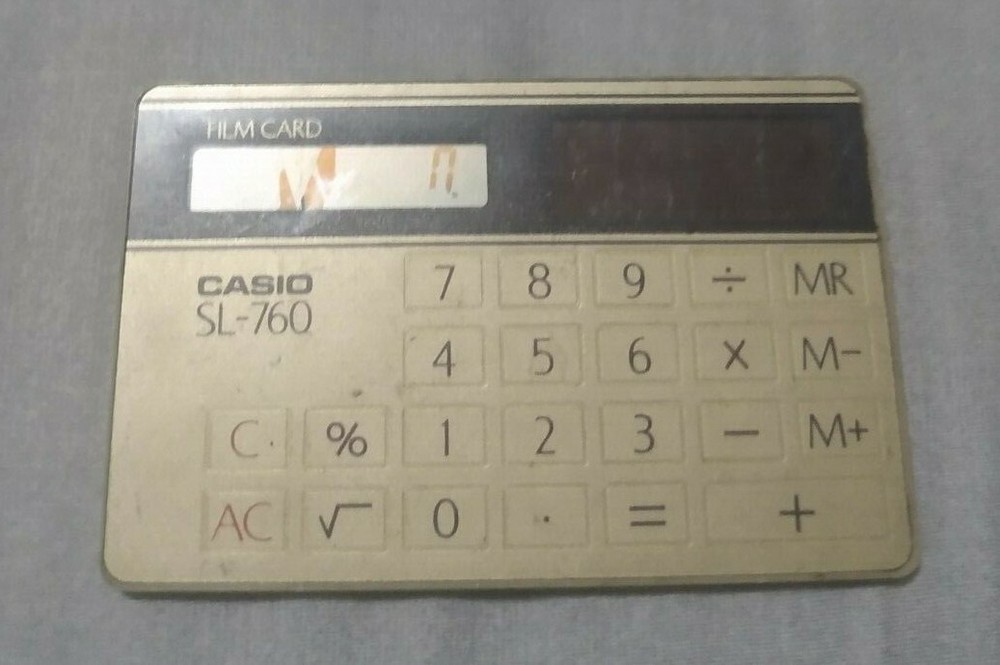 FILM CARD
CASIO
SL-760
7 8 9 ÷ MR
4 5 6 X M−
C % 1 2 3 − M+
AC √ 0 . = +